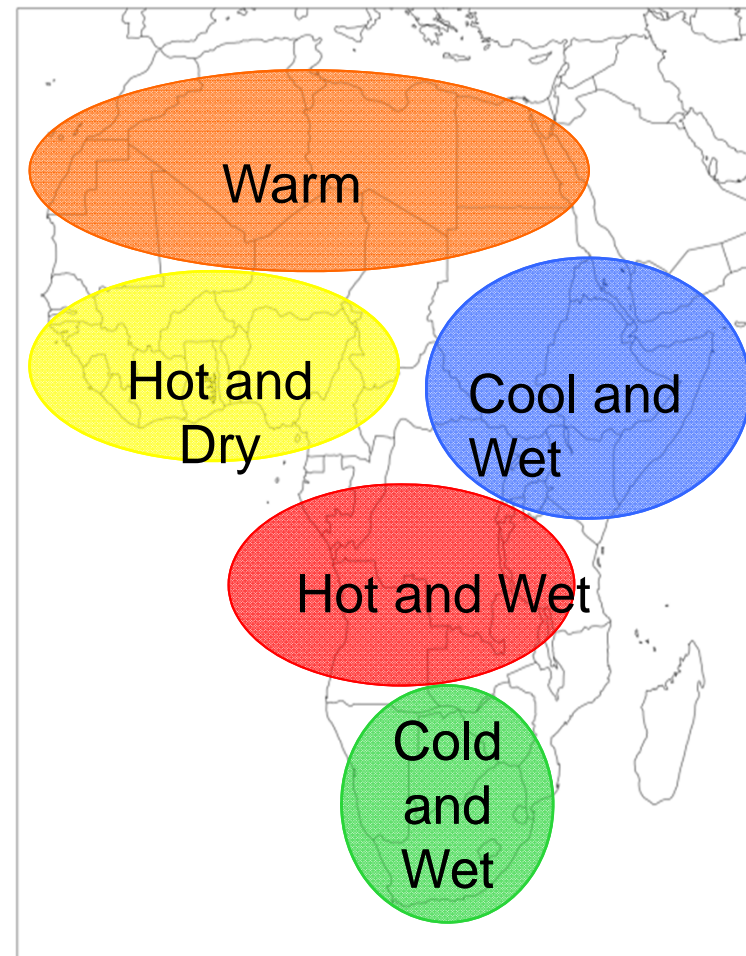 Warm
Hot and
Dry
Cool and
Wet
Hot and Wet
Cold
and
Wet